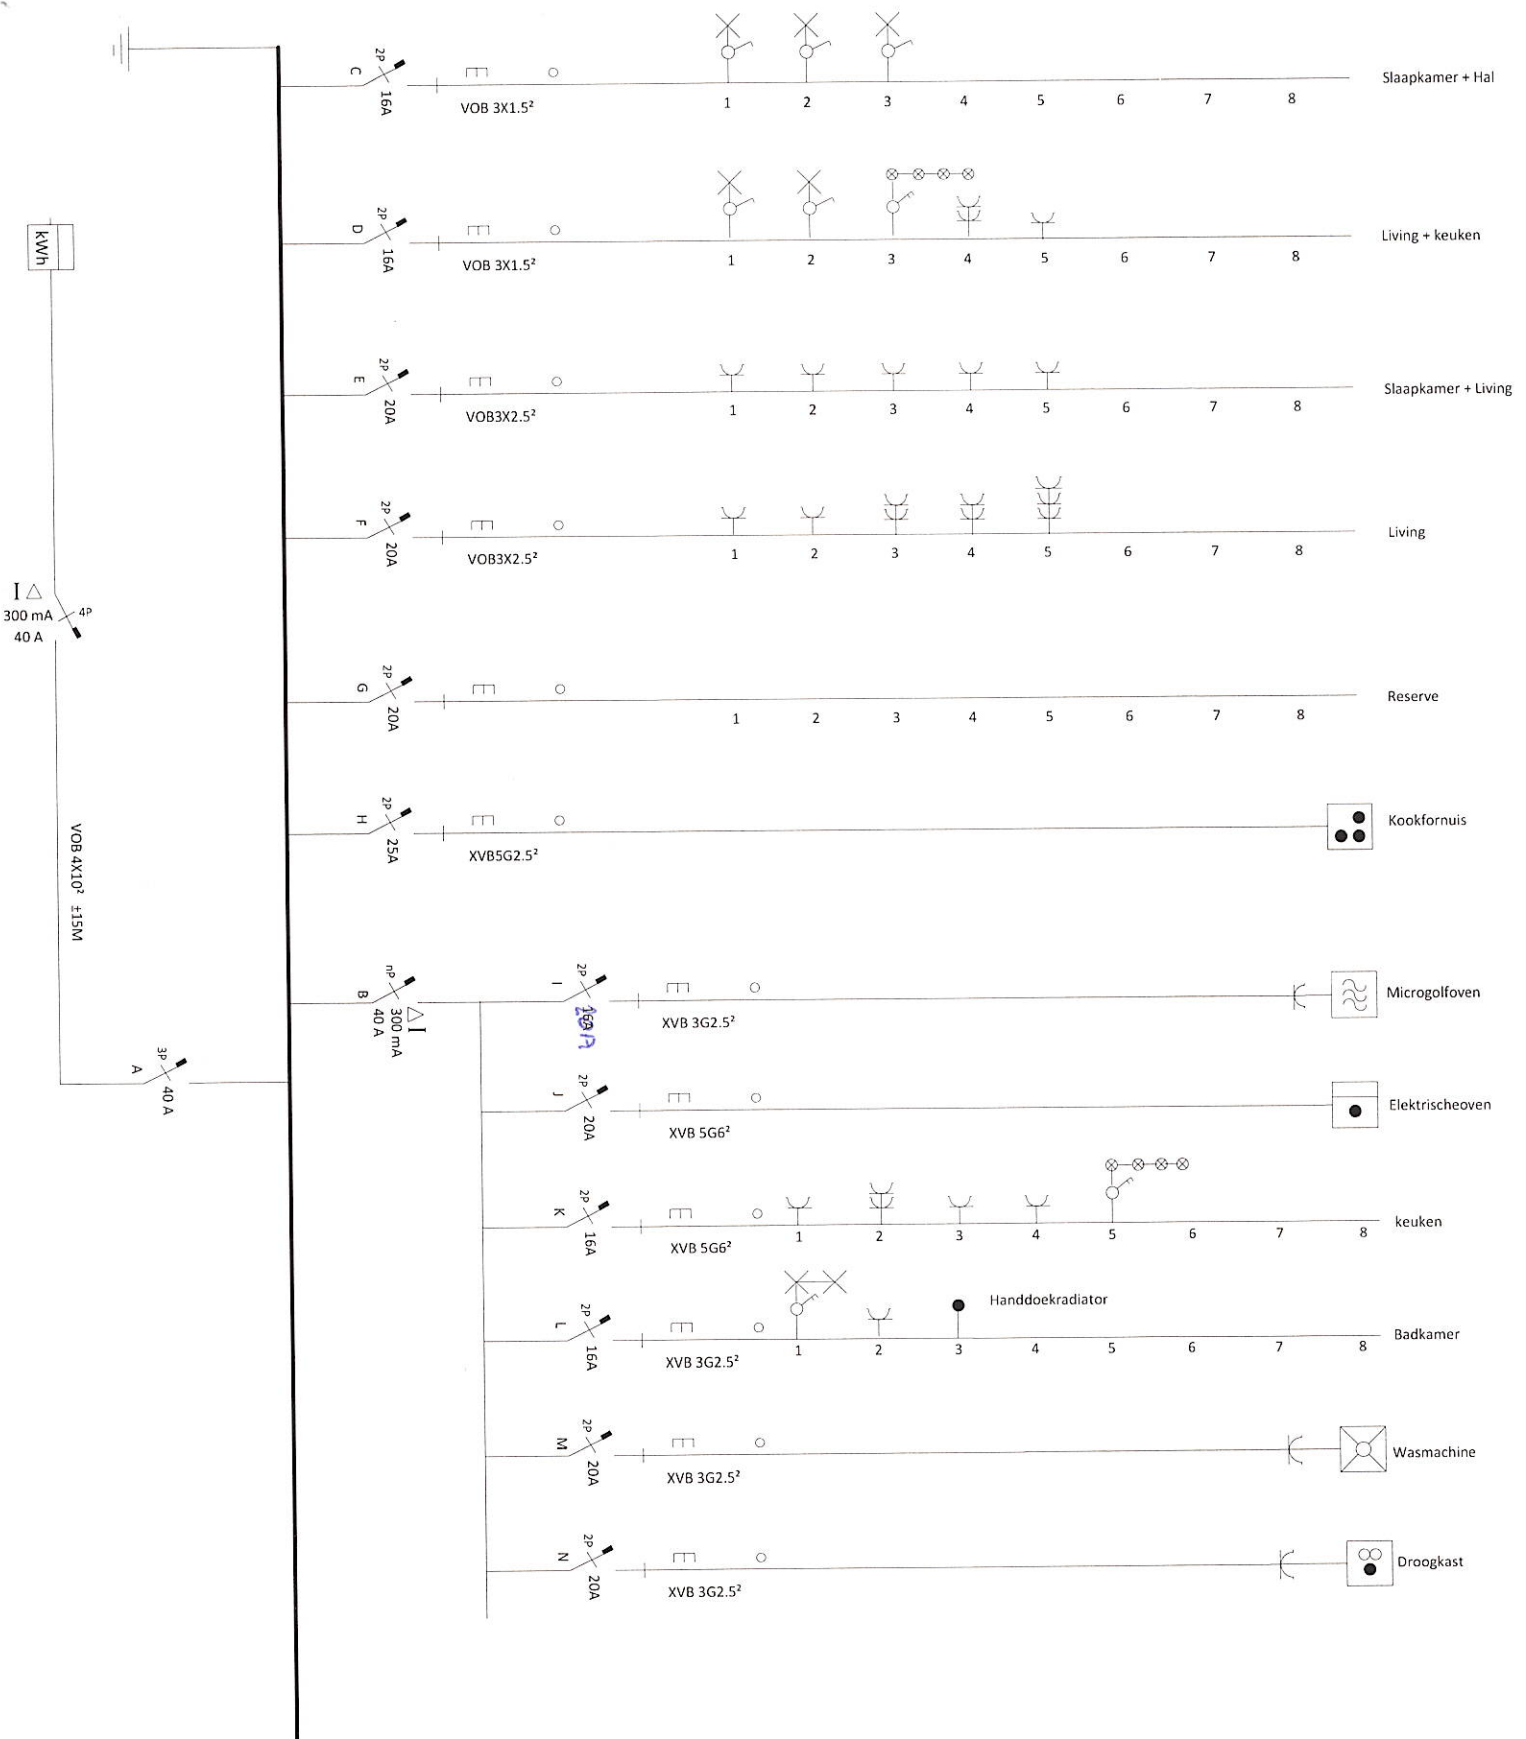 2P
C
16A
VOB 3X1.5²
1 2 3 4 5 6 7 8
Slaapkamer + Hal
2P
D
16A
VOB 3X1.5²
1 2 3 4 5 6 7 8
Living + keuken
kWh
2P
E
20A
VOB3X2.5²
1 2 3 4 5 6 7 8
Slaapkamer + Living
2P
F
20A
VOB3X2.5²
1 2 3 4 5 6 7 8
Living
I △
300 mA
40 A
4P
2P
G
20A
1 2 3 4 5 6 7 8
Reserve
2P
H
25A
XVB5G2.5²
Kookfornuis
VOB 4X10² ±15M
nP
B
△ I
300 mA
40 A
2P
I
20A
XVB 3G2.5²
Microgolfoven
3P
A
40 A
2P
J
20A
XVB 5G6²
Elektrischeoven
2P
K
16A
XVB 5G6²
1 2 3 4 5 6 7 8
keuken
2P
L
16A
XVB 3G2.5²
1 2 3 4 5 6 7 8
Handdoekradiator
Badkamer
2P
M
20A
XVB 3G2.5²
Wasmachine
2P
N
20A
XVB 3G2.5²
Droogkast